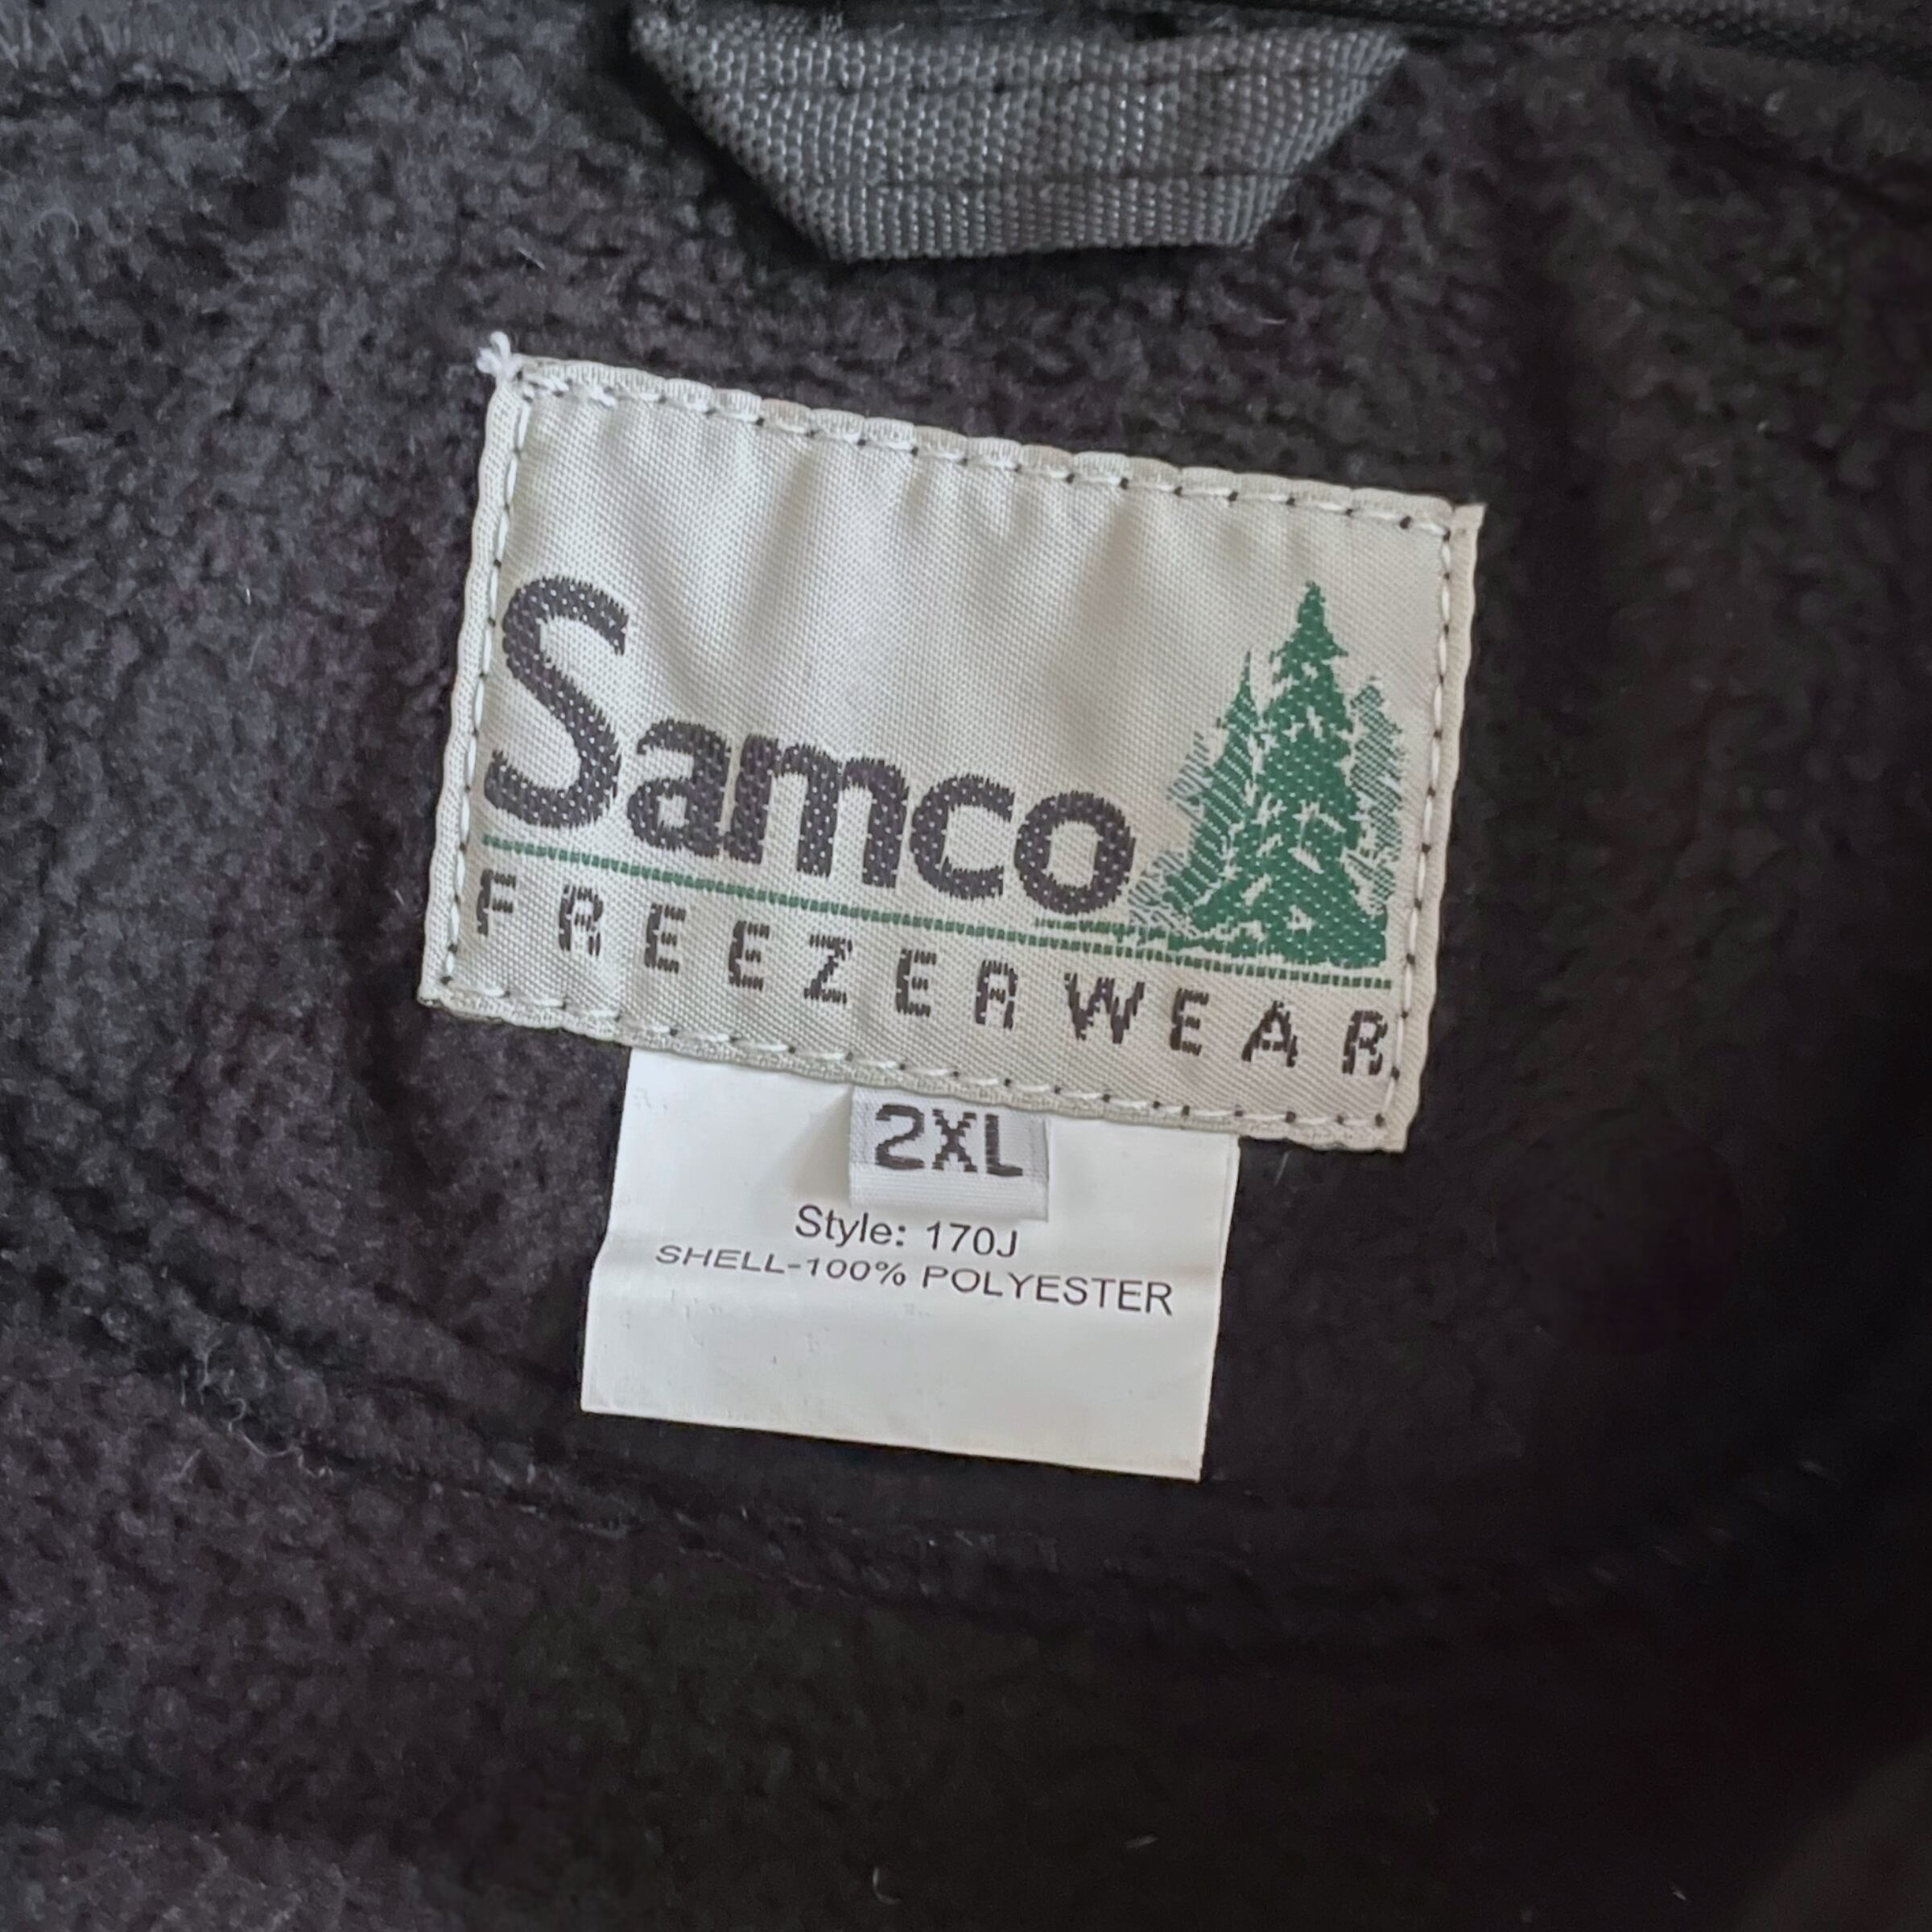 Samco
FREEZERWEAR
2XL
Style: 170J
SHELL-100% POLYESTER